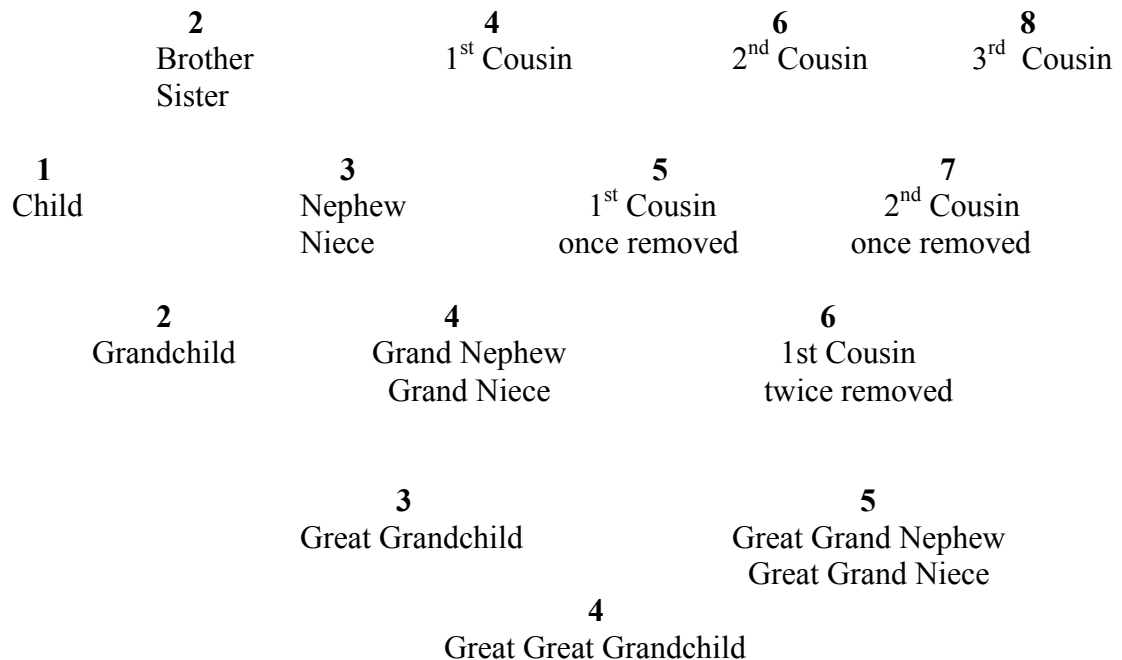 2 4 6 8
Brother 1st Cousin 2nd Cousin 3rd Cousin
Sister
1 3 5 7
Child Nephew 1st Cousin 2nd Cousin
Niece once removed once removed
2 4 6
Grandchild Grand Nephew 1st Cousin
Grand Niece twice removed
3 5
Great Grandchild Great Grand Nephew
Great Grand Niece
4
Great Great Grandchild